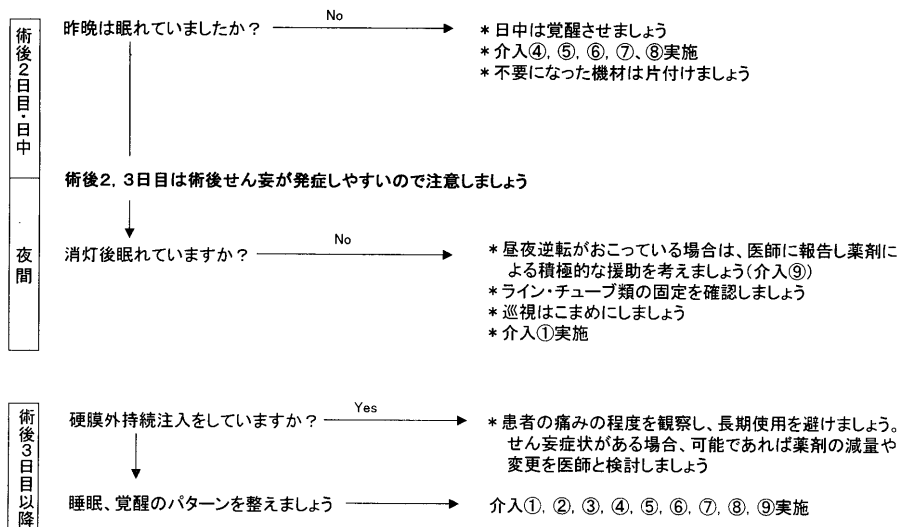 術後2日目・日中
昨晩は眠れていましたか？
No
＊日中は覚醒させましょう
＊介入④, ⑤, ⑥, ⑦、⑧実施
＊不要になった機材は片付けましょう
術後2, 3日目は術後せん妄が発症しやすいので注意しましょう
夜間
消灯後眠れていますか？
No
＊昼夜逆転がおこっている場合は、医師に報告し薬剤に
よる積極的な援助を考えましょう(介入⑨)
＊ライン・チューブ類の固定を確認しましょう
＊巡視はこまめにしましょう
＊介入①実施
術後3日目以降
硬膜外持続注入をしていますか？
Yes
＊患者の痛みの程度を観察し、長期使用を避けましょう。
せん妄症状がある場合、可能であれば薬剤の減量や
変更を医師と検討しましょう
睡眠、覚醒のパターンを整えましょう
介入①, ②, ③, ④, ⑤, ⑥, ⑦, ⑧, ⑨実施